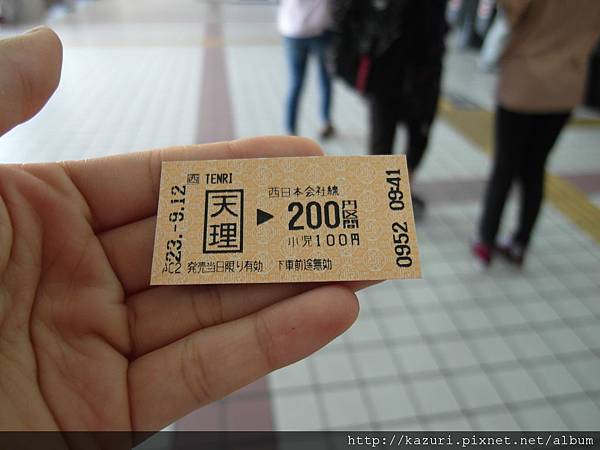 西 TENRI
天理
▶ 200円区間
西日本会社線
小児100円
23.-9.12
C2 発売当日限り有効 下車前途無効
0952 09:41
http://kazuri.pixnet.net/album